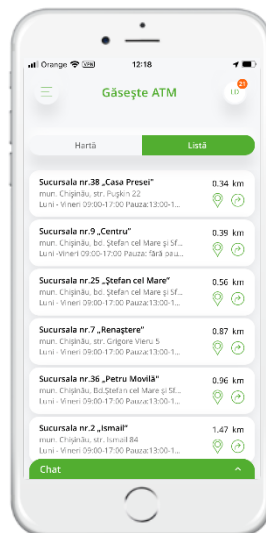 Orange VPN 12:18
Găsește ATM
LD 21
Hartă Listă
Sucursala nr.38 „Casa Presei” 0.34 km
mun. Chișinău, str. Pușkin 22
Luni - Vineri 09:00-17:00 Pauza:13:00-1...
Sucursala nr.9 „Centru” 0.39 km
mun. Chișinău, bd. Ștefan cel Mare și Sf...
Luni -Vineri 09:00-17:00 Pauza: fără pau...
Sucursala nr.25 „Ștefan cel Mare” 0.56 km
mun. Chișinău, bd. Ștefan cel Mare și Sf...
Luni - Vineri 09:00-17:00 Pauza:13:00-1...
Sucursala nr.7 „Renaștere” 0.87 km
mun. Chișinău, str. Grigore Vieru 5
Luni - Vineri 09:00-17:00 Pauza:13:00-1...
Sucursala nr.36 „Petru Movilă” 0.96 km
mun. Chișinău, Bd.Ștefan cel Mare și Sf...
Luni - Vineri 09:00-17:00 Pauza:13:00-1...
Sucursala nr.2 „Ismail” 1.47 km
mun. Chișinău, str. Ismail 84
Luni - Vineri 09:00-17:00 Pauza:13:00-1...
Chat